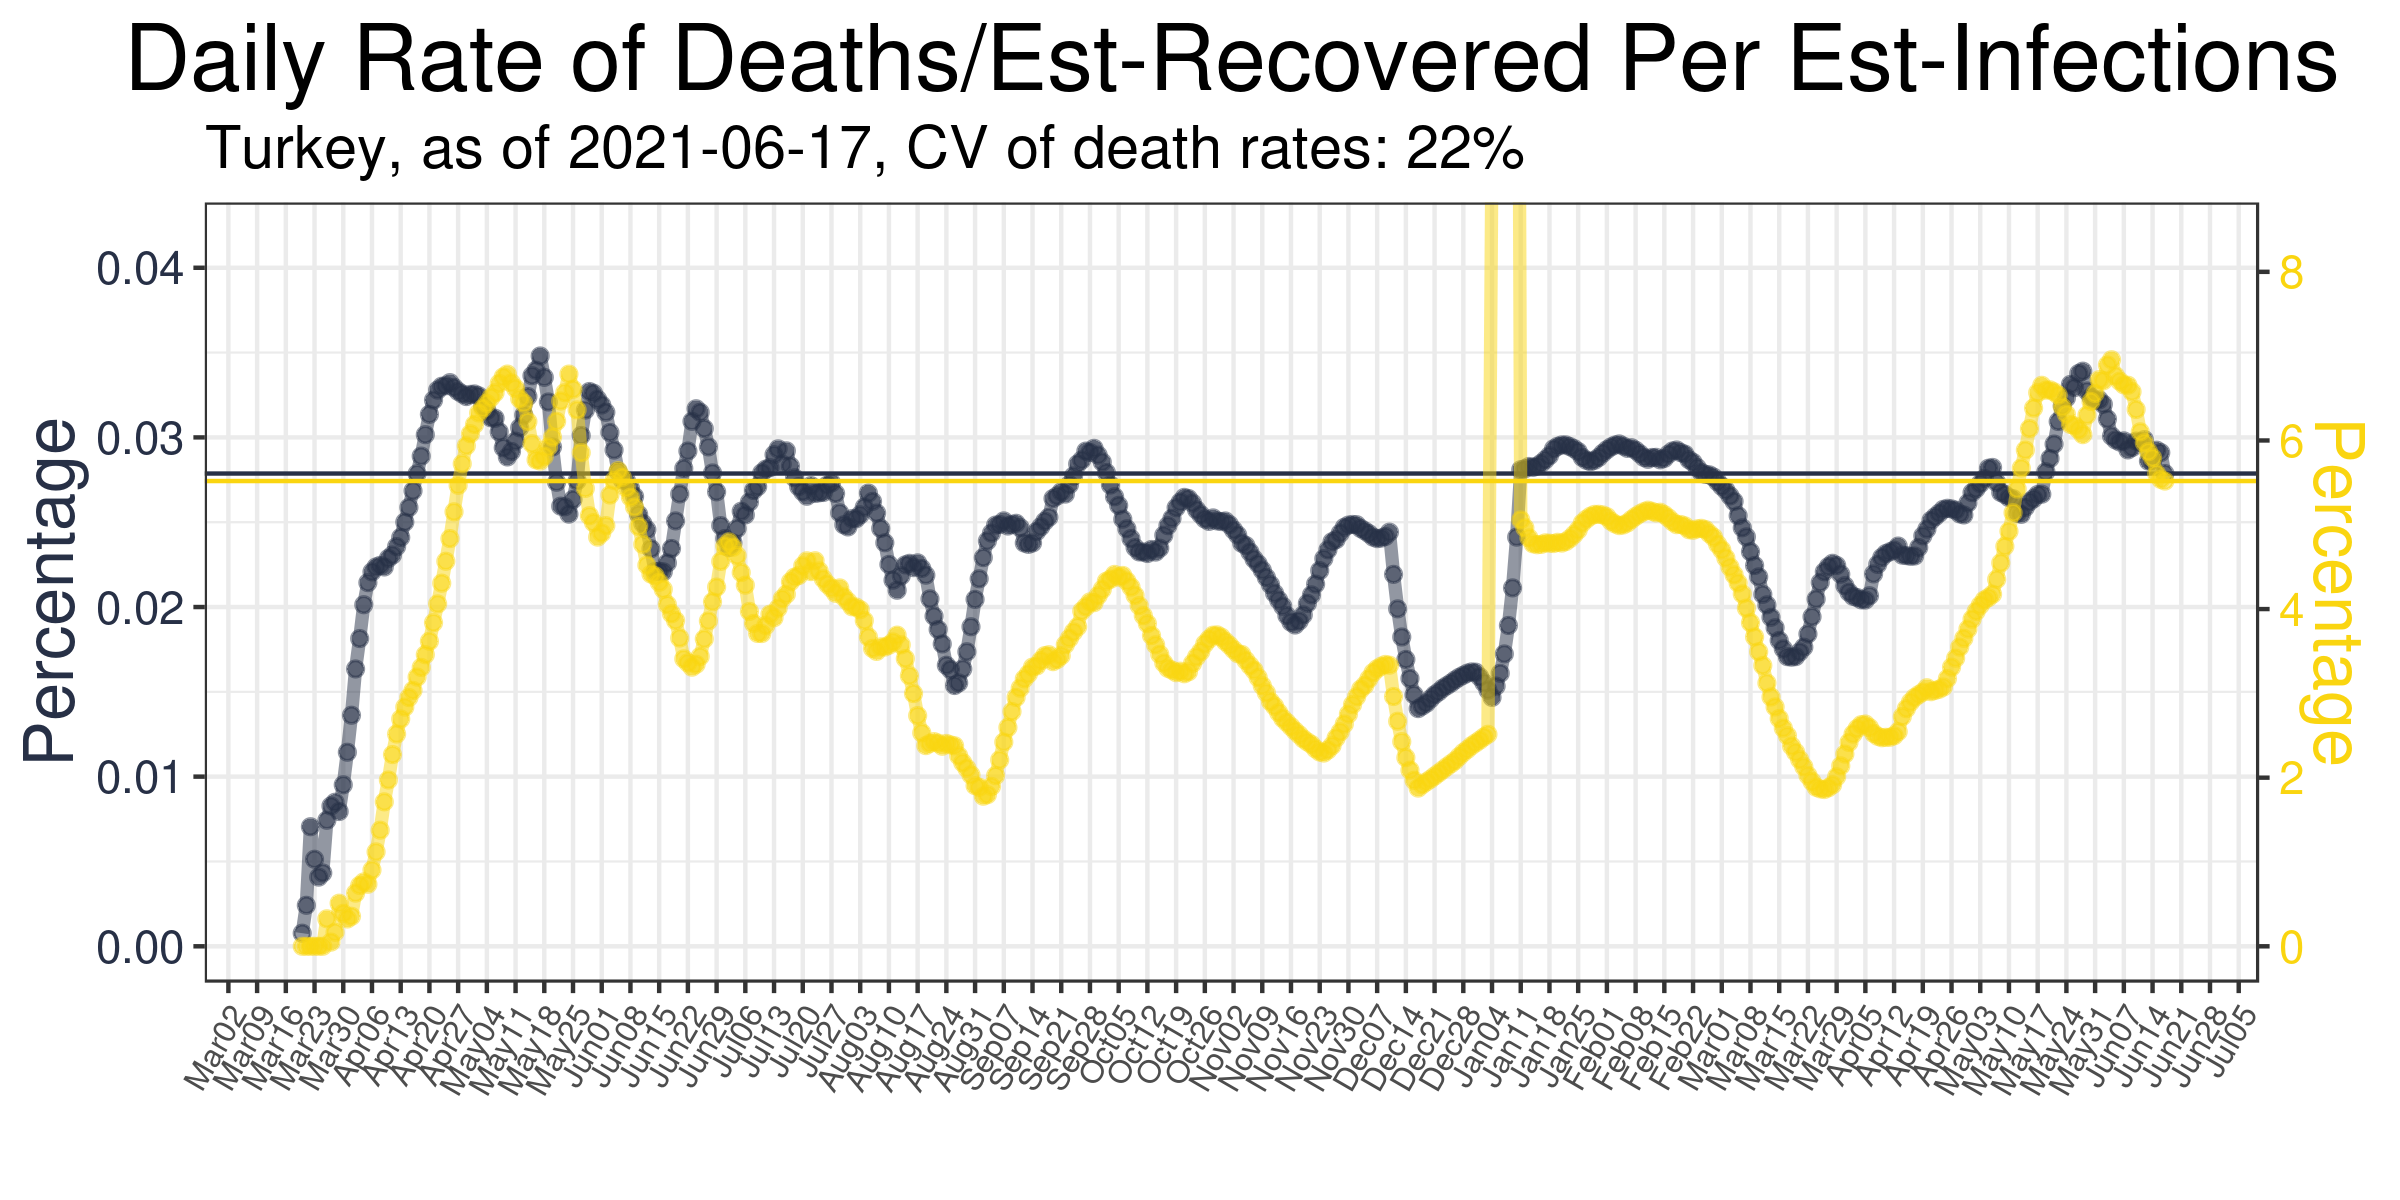 Daily Rate of Deaths/Est-Recovered Per Est-Infections
Turkey, as of 2021-06-17, CV of death rates: 22%
Percentage
0.04
0.03
0.02
0.01
0.00
8
6
4
2
0
Percentage
Mar02
Mar09
Mar16
Mar23
Mar30
Apr06
Apr13
Apr20
Apr27
May04
May11
May18
May25
Jun01
Jun08
Jun15
Jun22
Jun29
Jul06
Jul13
Jul20
Jul27
Aug03
Aug10
Aug17
Aug24
Aug31
Sep07
Sep14
Sep21
Sep28
Oct05
Oct12
Oct19
Oct26
Nov02
Nov09
Nov16
Nov23
Nov30
Dec07
Dec14
Dec21
Dec28
Jan04
Jan11
Jan18
Jan25
Feb01
Feb08
Feb15
Feb22
Mar01
Mar08
Mar15
Mar22
Mar29
Apr05
Apr12
Apr19
Apr26
May03
May10
May17
May24
May31
Jun07
Jun14
Jun21
Jun28
Jul05